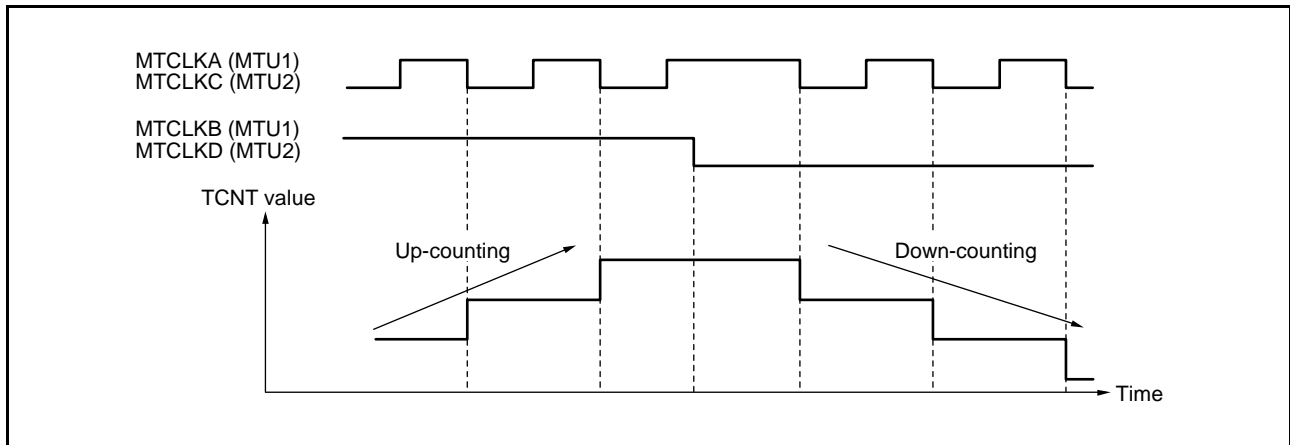 MTCLKA (MTU1)
MTCLKC (MTU2)
MTCLKB (MTU1)
MTCLKD (MTU2)
TCNT value
Up-counting
Down-counting
Time